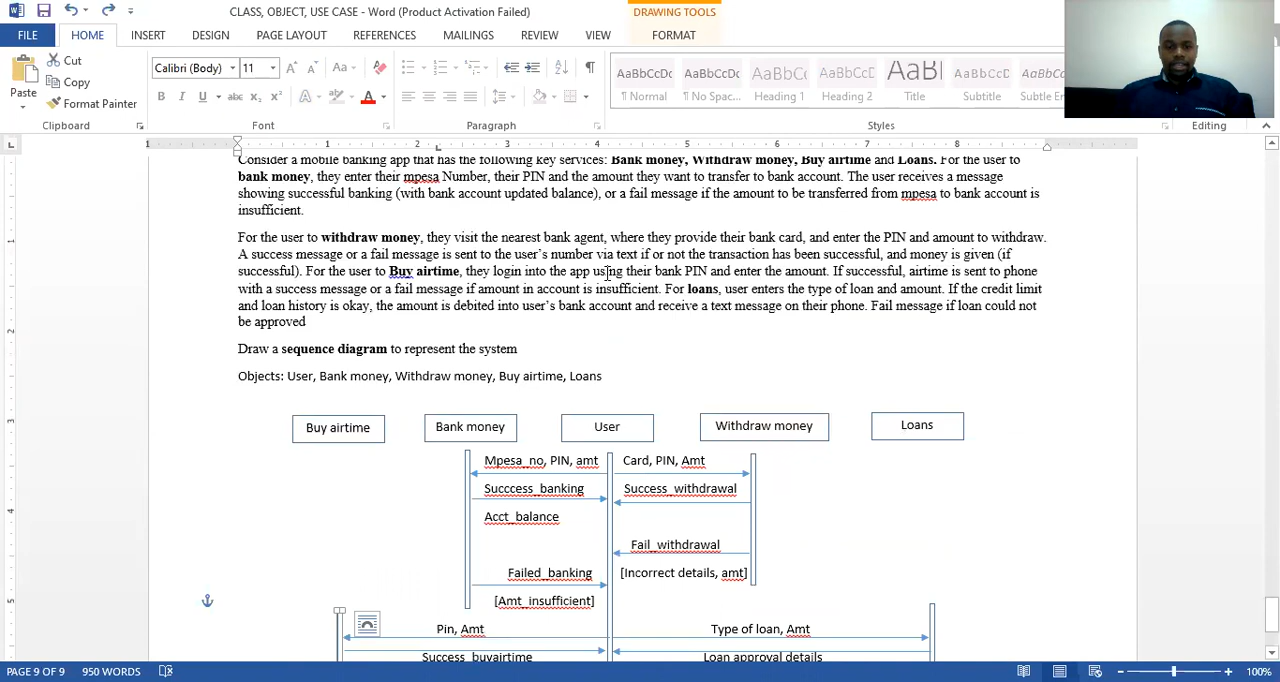 CLASS, OBJECT, USE CASE - Word (Product Activation Failed)
DRAWING TOOLS
FILE HOME INSERT DESIGN PAGE LAYOUT REFERENCES MAILINGS REVIEW VIEW FORMAT
Cut
Copy
Format Painter
Paste
Calibri (Body) 11
AaBbCcDc AaBbCcDc AaBbCc AaBbCcC AaBl AaBbCcC AaBbCcDc
¶ Normal ¶ No Spac... Heading 1 Heading 2 Title Subtitle Subtle Em
Clipboard Font Paragraph Styles Editing
Consider a mobile banking app that has the following key services: Bank money, Withdraw money, Buy airtime and Loans. For the user to
bank money, they enter their mpesa Number, their PIN and the amount they want to transfer to bank account. The user receives a message
showing successful banking (with bank account updated balance), or a fail message if the amount to be transferred from mpesa to bank account is
insufficient.
For the user to withdraw money, they visit the nearest bank agent, where they provide their bank card, and enter the PIN and amount to withdraw.
A success message or a fail message is sent to the user's number via text if or not the transaction has been successful, and money is given (if
successful). For the user to Buy airtime, they login into the app using their bank PIN and enter the amount. If successful, airtime is sent to phone
with a success message or a fail message if amount in account is insufficient. For loans, user enters the type of loan and amount. If the credit limit
and loan history is okay, the amount is debited into user's bank account and receive a text message on their phone. Fail message if loan could not
be approved
Draw a sequence diagram to represent the system
Objects: User, Bank money, Withdraw money, Buy airtime, Loans
Buy airtime Bank money User Withdraw money Loans
Mpesa_no, PIN, amt Card, PIN, Amt
Succcess_banking Success_withdrawal
Acct_balance
Fail_withdrawal
Failed_banking [Incorrect details, amt]
[Amt_insufficient]
Pin, Amt Type of loan, Amt
Success_buyairtime Loan approval details
PAGE 9 OF 9 950 WORDS 100%